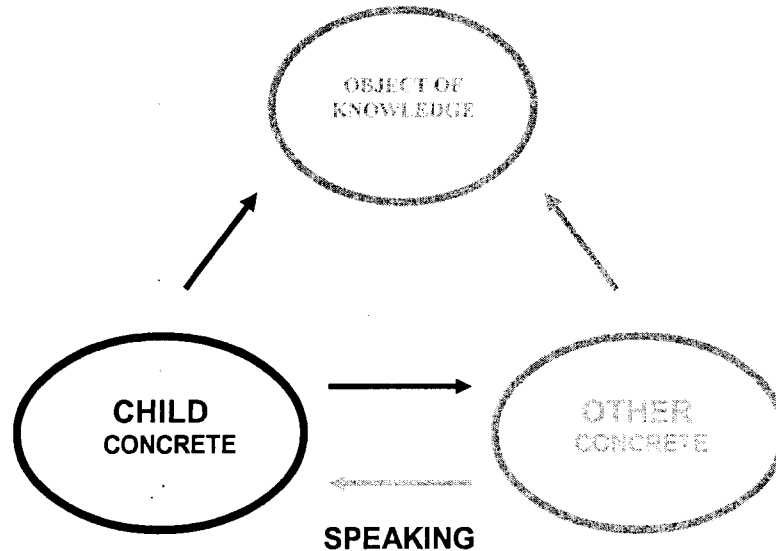 OBJECT OF
KNOWLEDGE
CHILD
CONCRETE
OTHER
CONCRETE
SPEAKING